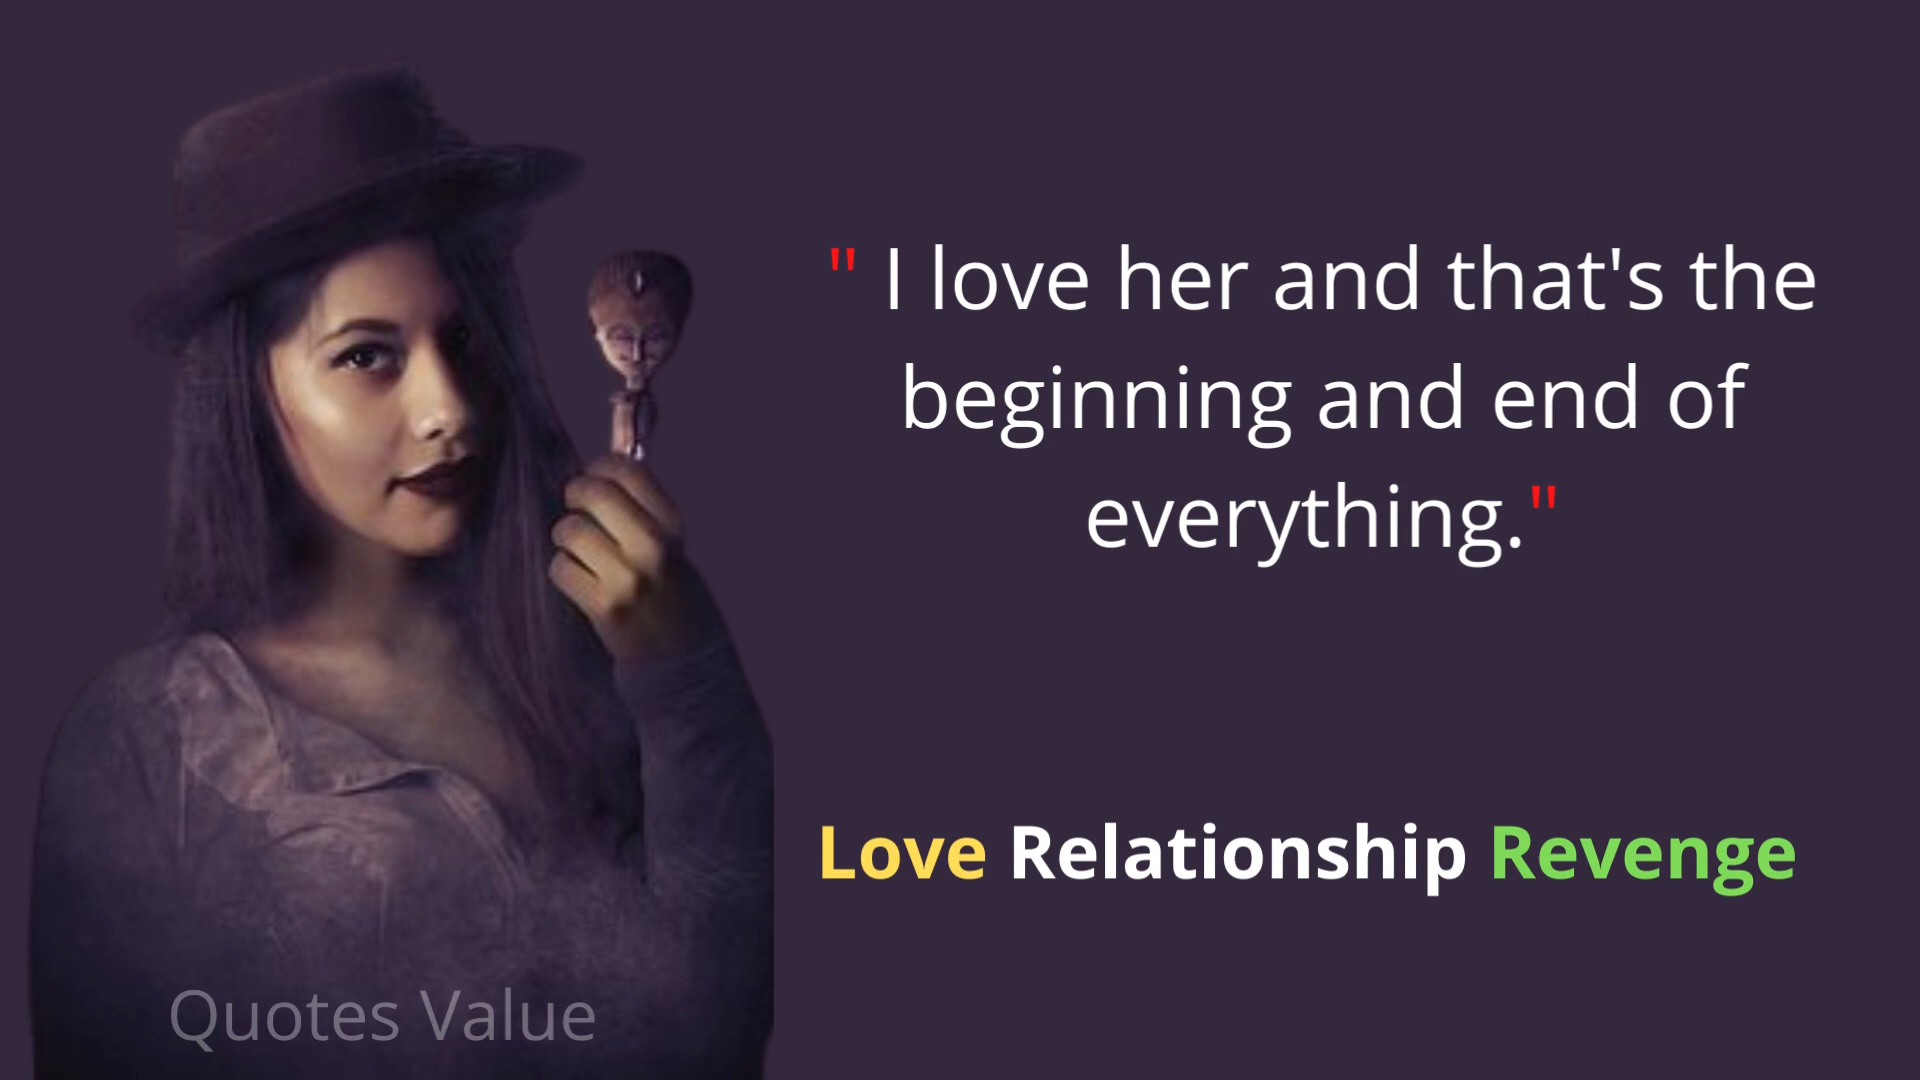 " I love her and that's the
beginning and end of
everything."
Love Relationship Revenge
Quotes Value